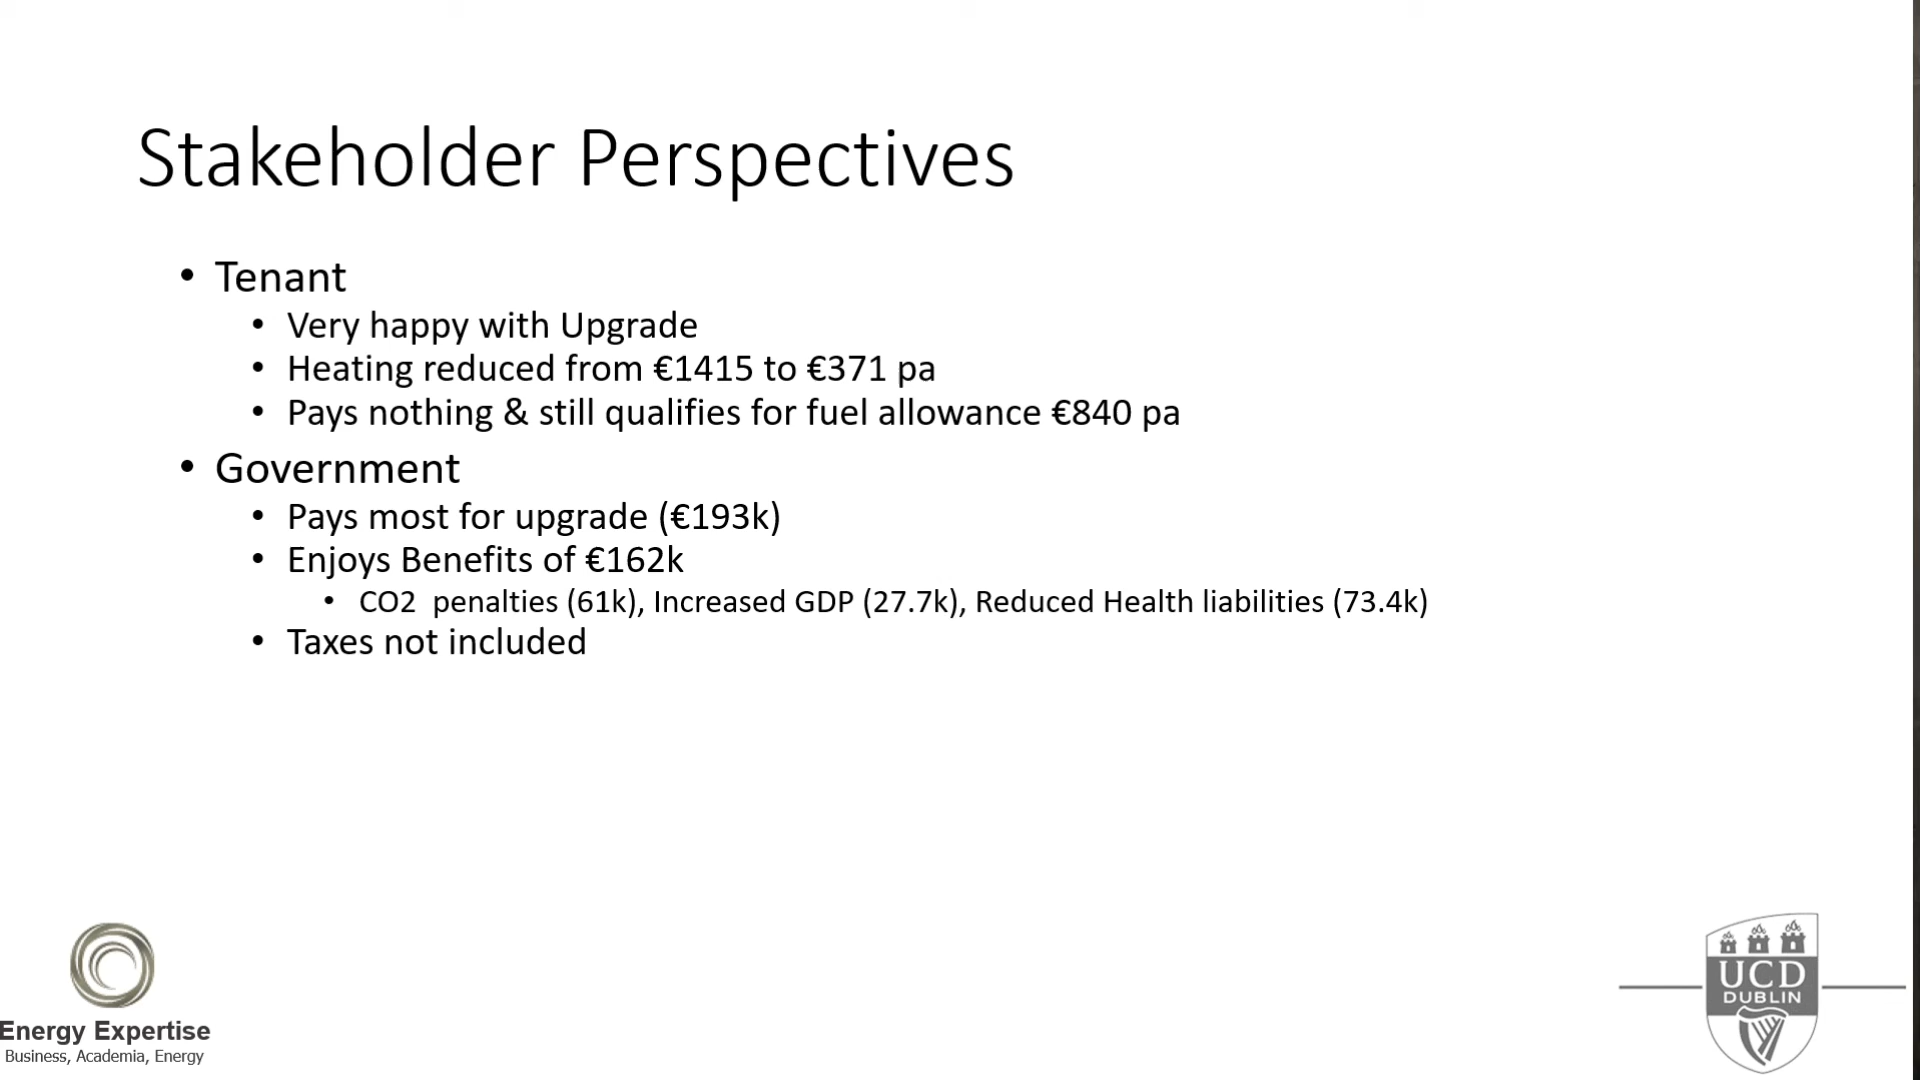 Stakeholder Perspectives
• Tenant
• Very happy with Upgrade
• Heating reduced from €1415 to €371 pa
• Pays nothing & still qualifies for fuel allowance €840 pa
• Government
• Pays most for upgrade (€193k)
• Enjoys Benefits of €162k
• CO2  penalties (61k), Increased GDP (27.7k), Reduced Health liabilities (73.4k)
• Taxes not included
Energy Expertise
Business, Academia, Energy
UCD
DUBLIN